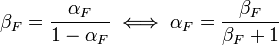 β_F = α_F / (1 − α_F) ⟺ α_F = β_F / (β_F + 1)